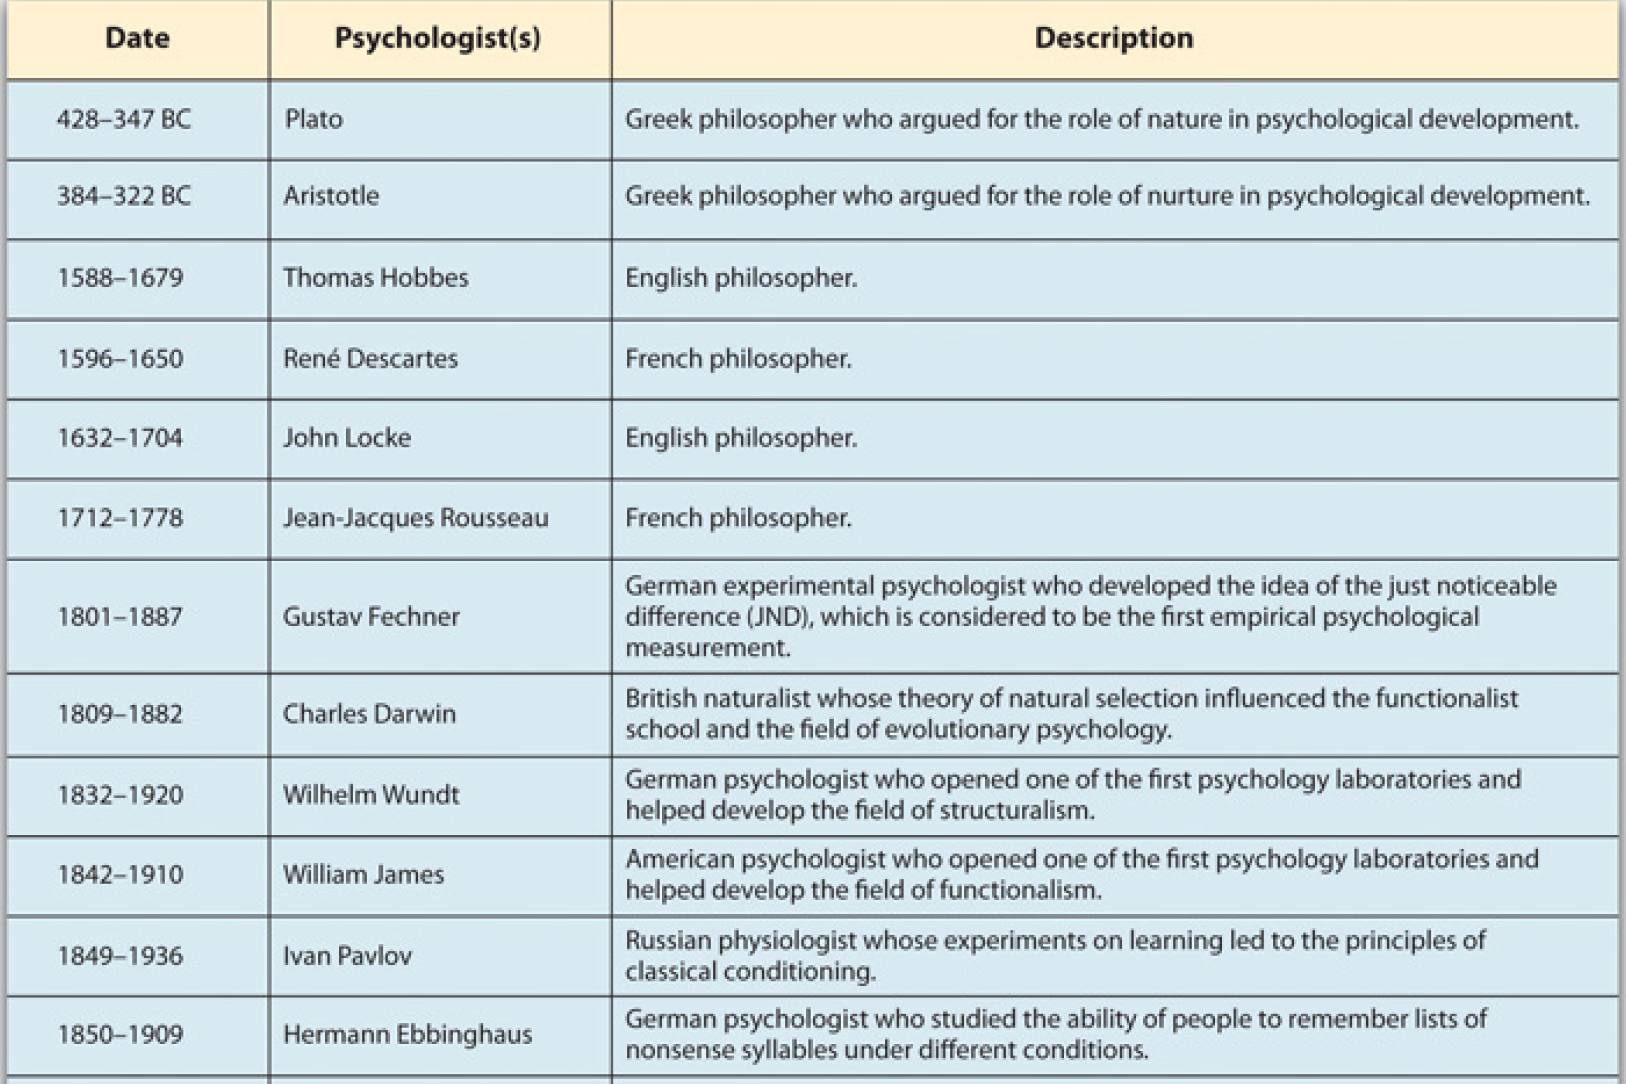 Date Psychologist(s) Description
428–347 BC Plato Greek philosopher who argued for the role of nature in psychological development.
384–322 BC Aristotle Greek philosopher who argued for the role of nurture in psychological development.
1588–1679 Thomas Hobbes English philosopher.
1596–1650 René Descartes French philosopher.
1632–1704 John Locke English philosopher.
1712–1778 Jean-Jacques Rousseau French philosopher.
1801–1887 Gustav Fechner German experimental psychologist who developed the idea of the just noticeable
difference (JND), which is considered to be the first empirical psychological
measurement.
1809–1882 Charles Darwin British naturalist whose theory of natural selection influenced the functionalist
school and the field of evolutionary psychology.
1832–1920 Wilhelm Wundt German psychologist who opened one of the first psychology laboratories and
helped develop the field of structuralism.
1842–1910 William James American psychologist who opened one of the first psychology laboratories and
helped develop the field of functionalism.
1849–1936 Ivan Pavlov Russian physiologist whose experiments on learning led to the principles of
classical conditioning.
1850–1909 Hermann Ebbinghaus German psychologist who studied the ability of people to remember lists of
nonsense syllables under different conditions.